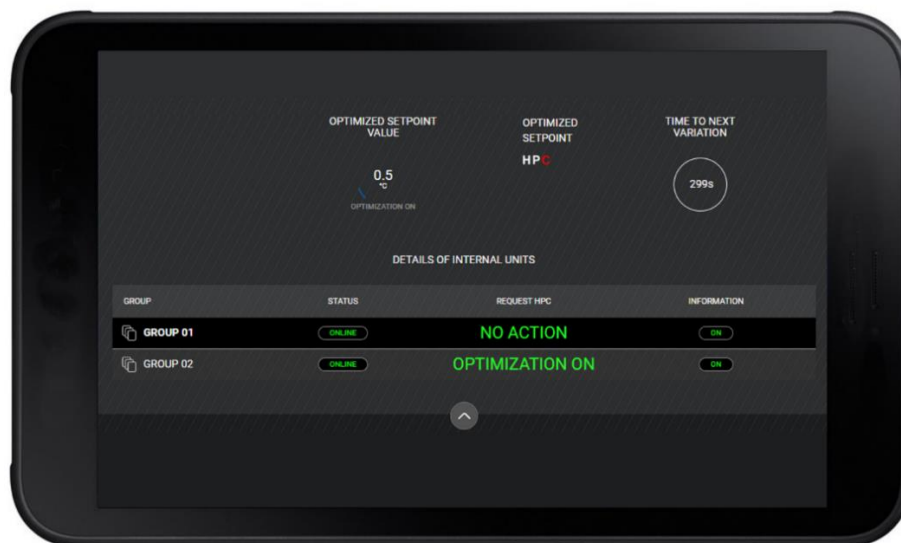 OPTIMIZED SETPOINT
VALUE
OPTIMIZED
SETPOINT
TIME TO NEXT
VARIATION
HPC
0.5
°C
299s
OPTIMIZATION ON
DETAILS OF INTERNAL UNITS
GROUP STATUS REQUEST HPC INFORMATION
GROUP 01 ONLINE NO ACTION ON
GROUP 02 ONLINE OPTIMIZATION ON ON